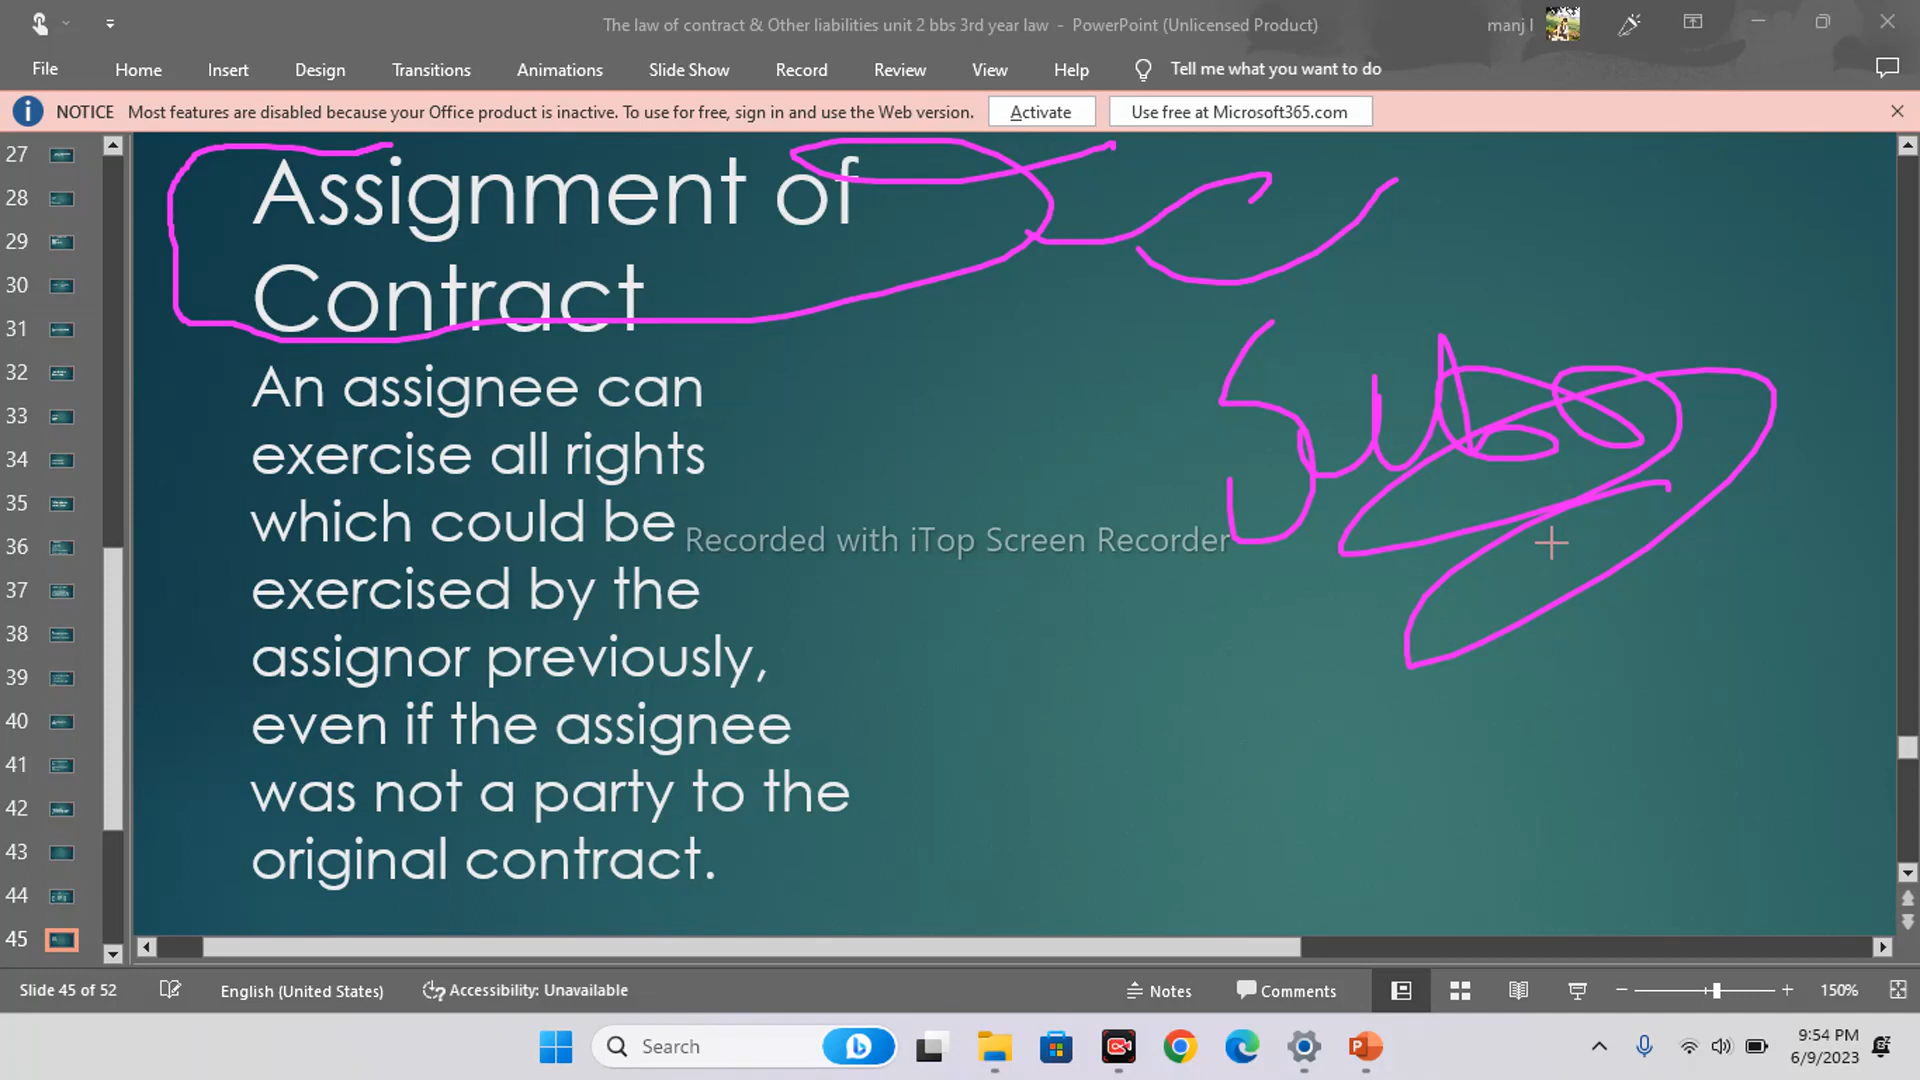 The law of contract & Other liabilities unit 2 bbs 3rd year law - PowerPoint (Unlicensed Product)
manj l
File Home Insert Design Transitions Animations Slide Show Record Review View Help Tell me what you want to do
NOTICE Most features are disabled because your Office product is inactive. To use for free, sign in and use the Web version. Activate Use free at Microsoft365.com
27
28
29
30
31
32
33
34
35
36
37
38
39
40
41
42
43
44
45
Assignment of
Contract
An assignee can
exercise all rights
which could be
exercised by the
assignor previously,
even if the assignee
was not a party to the
original contract.
Recorded with iTop Screen Recorder
Slide 45 of 52 English (United States) Accessibility: Unavailable Notes Comments 150%
Search
9:54 PM
6/9/2023